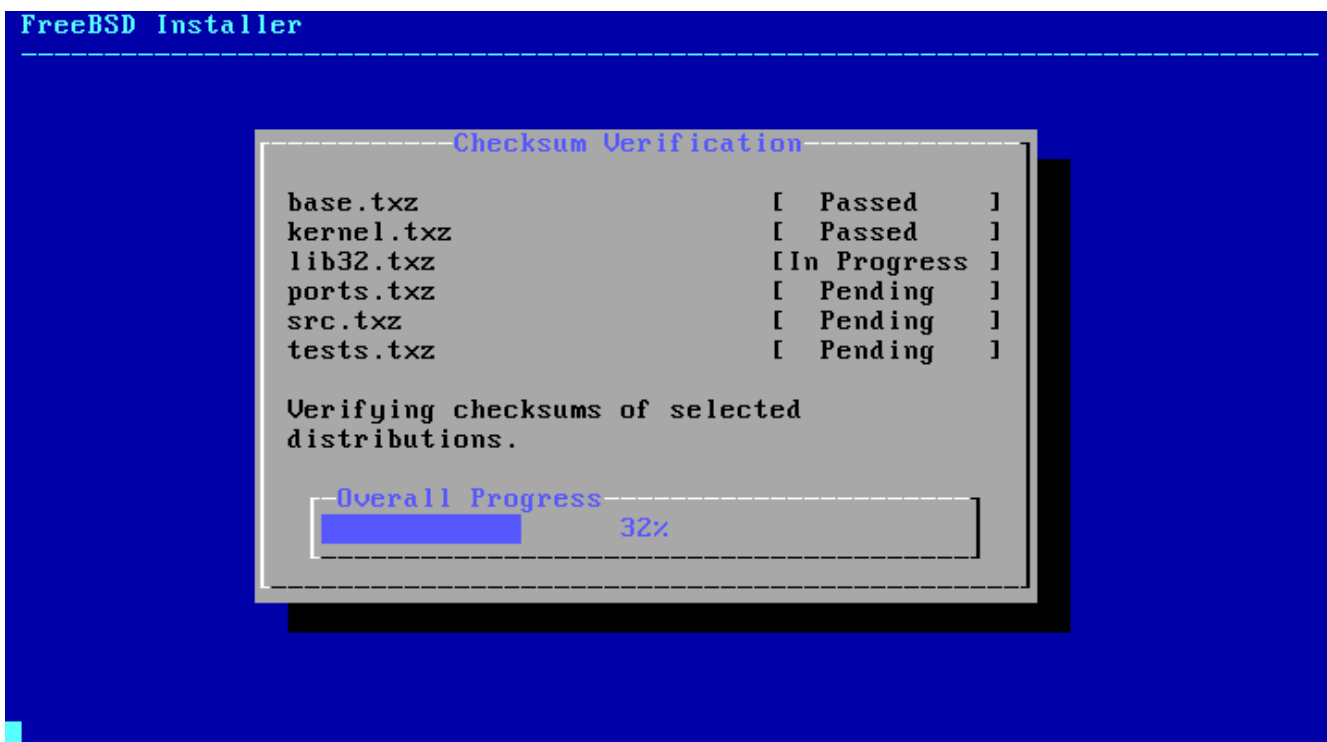 FreeBSD Installer
Checksum Verification
base.txz [ Passed ]
kernel.txz [ Passed ]
lib32.txz [In Progress ]
ports.txz [ Pending ]
src.txz [ Pending ]
tests.txz [ Pending ]
Verifying checksums of selected
distributions.
Overall Progress
32%